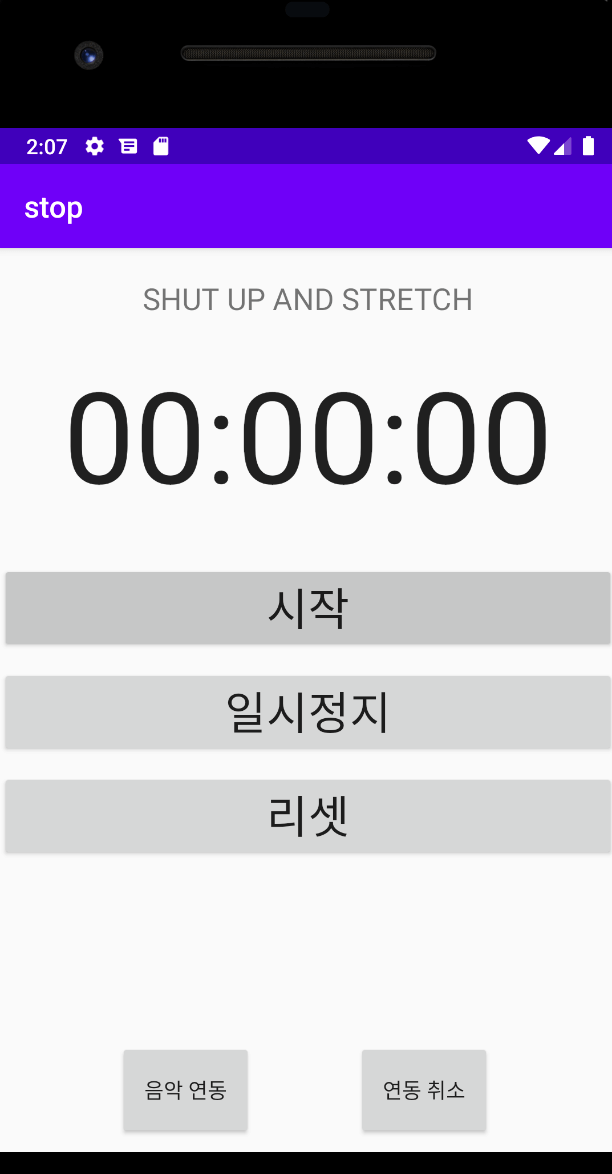 2:07
stop
SHUT UP AND STRETCH
00:00:00
시작
일시정지
리셋
음악 연동 연동 취소